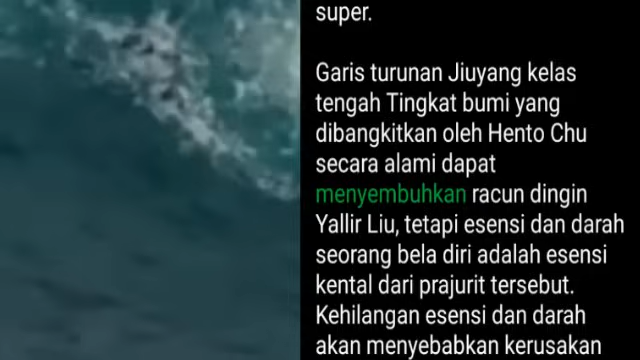 super.
Garis turunan Jiuyang kelas
tengah Tingkat bumi yang
dibangkitkan oleh Hento Chu
secara alami dapat
menyembuhkan racun dingin
Yallir Liu, tetapi esensi dan darah
seorang bela diri adalah esensi
kental dari prajurit tersebut.
Kehilangan esensi dan darah
akan menyebabkan kerusakan